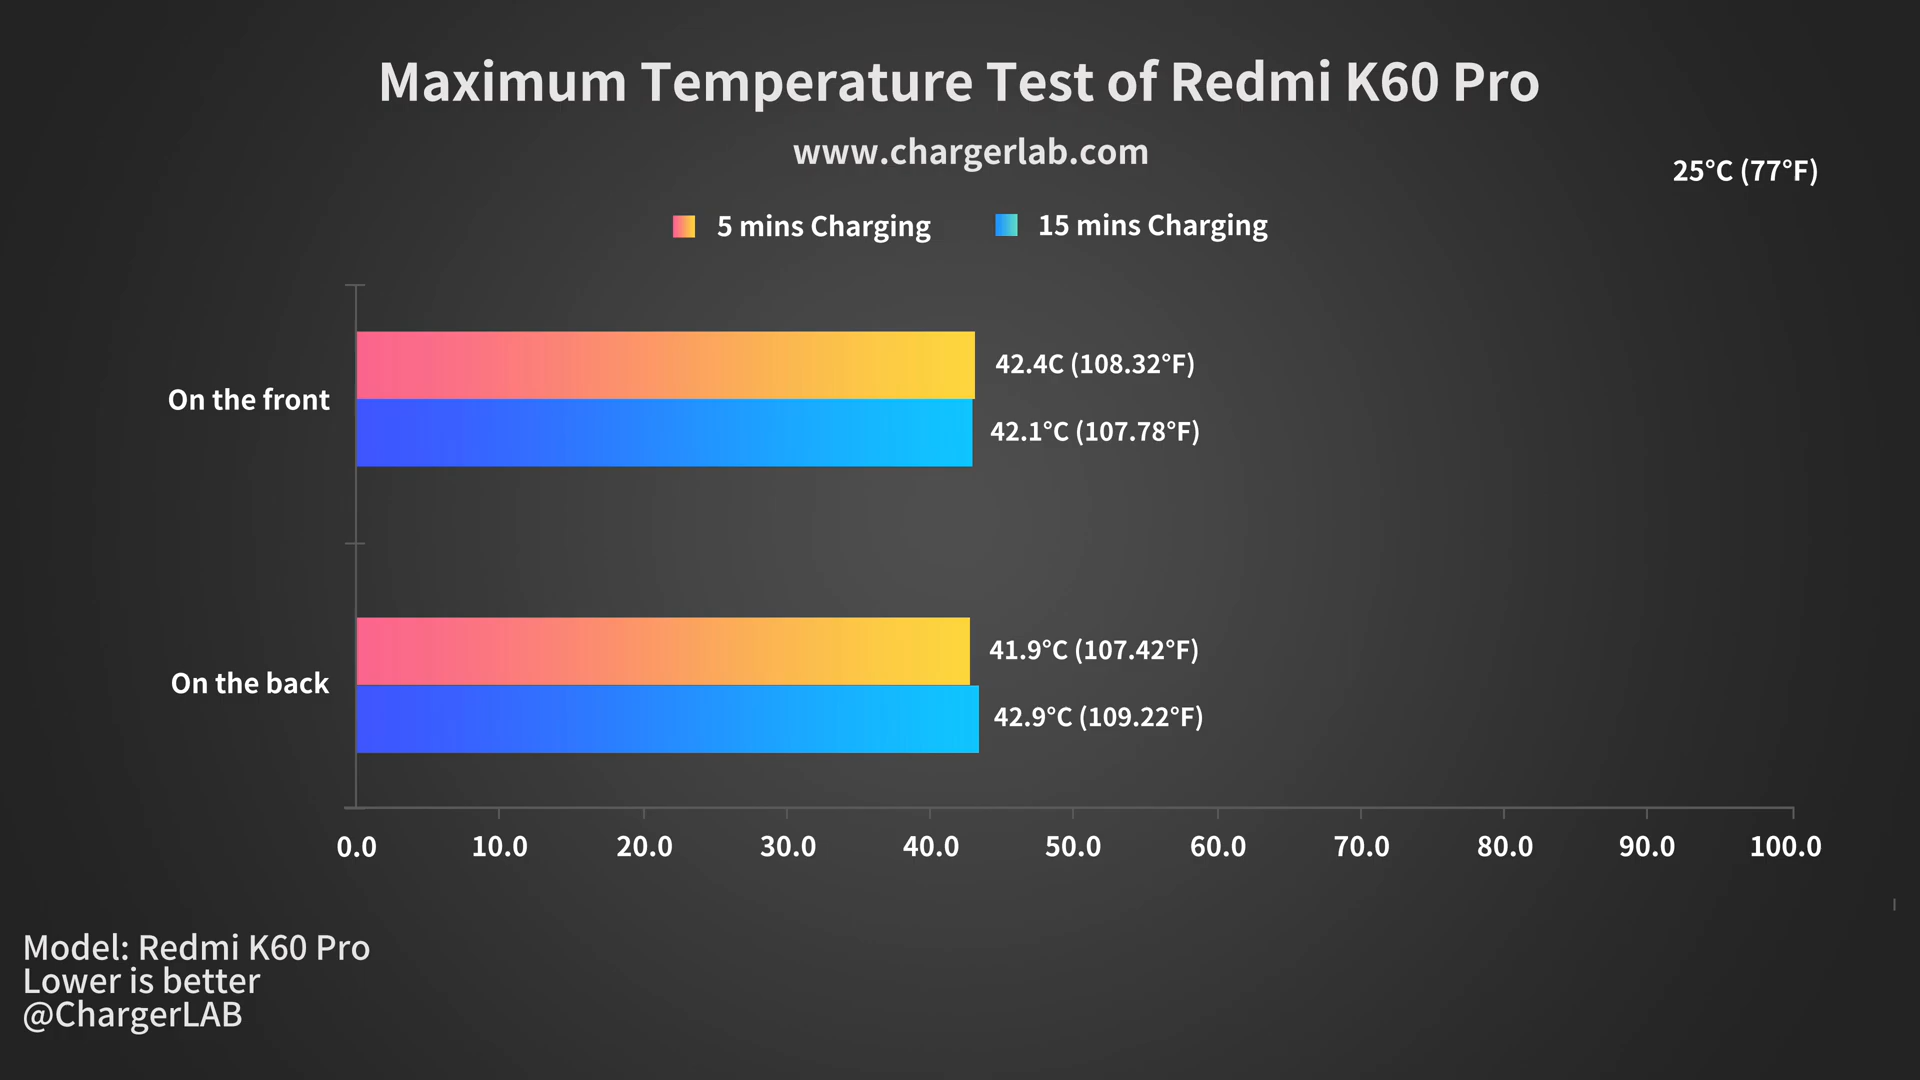 Maximum Temperature Test of Redmi K60 Pro
www.chargerlab.com
25°C (77°F)
5 mins Charging
15 mins Charging
On the front
42.4C (108.32°F)
42.1°C (107.78°F)
On the back
41.9°C (107.42°F)
42.9°C (109.22°F)
0.0 10.0 20.0 30.0 40.0 50.0 60.0 70.0 80.0 90.0 100.0
Model: Redmi K60 Pro
Lower is better
@ChargerLAB